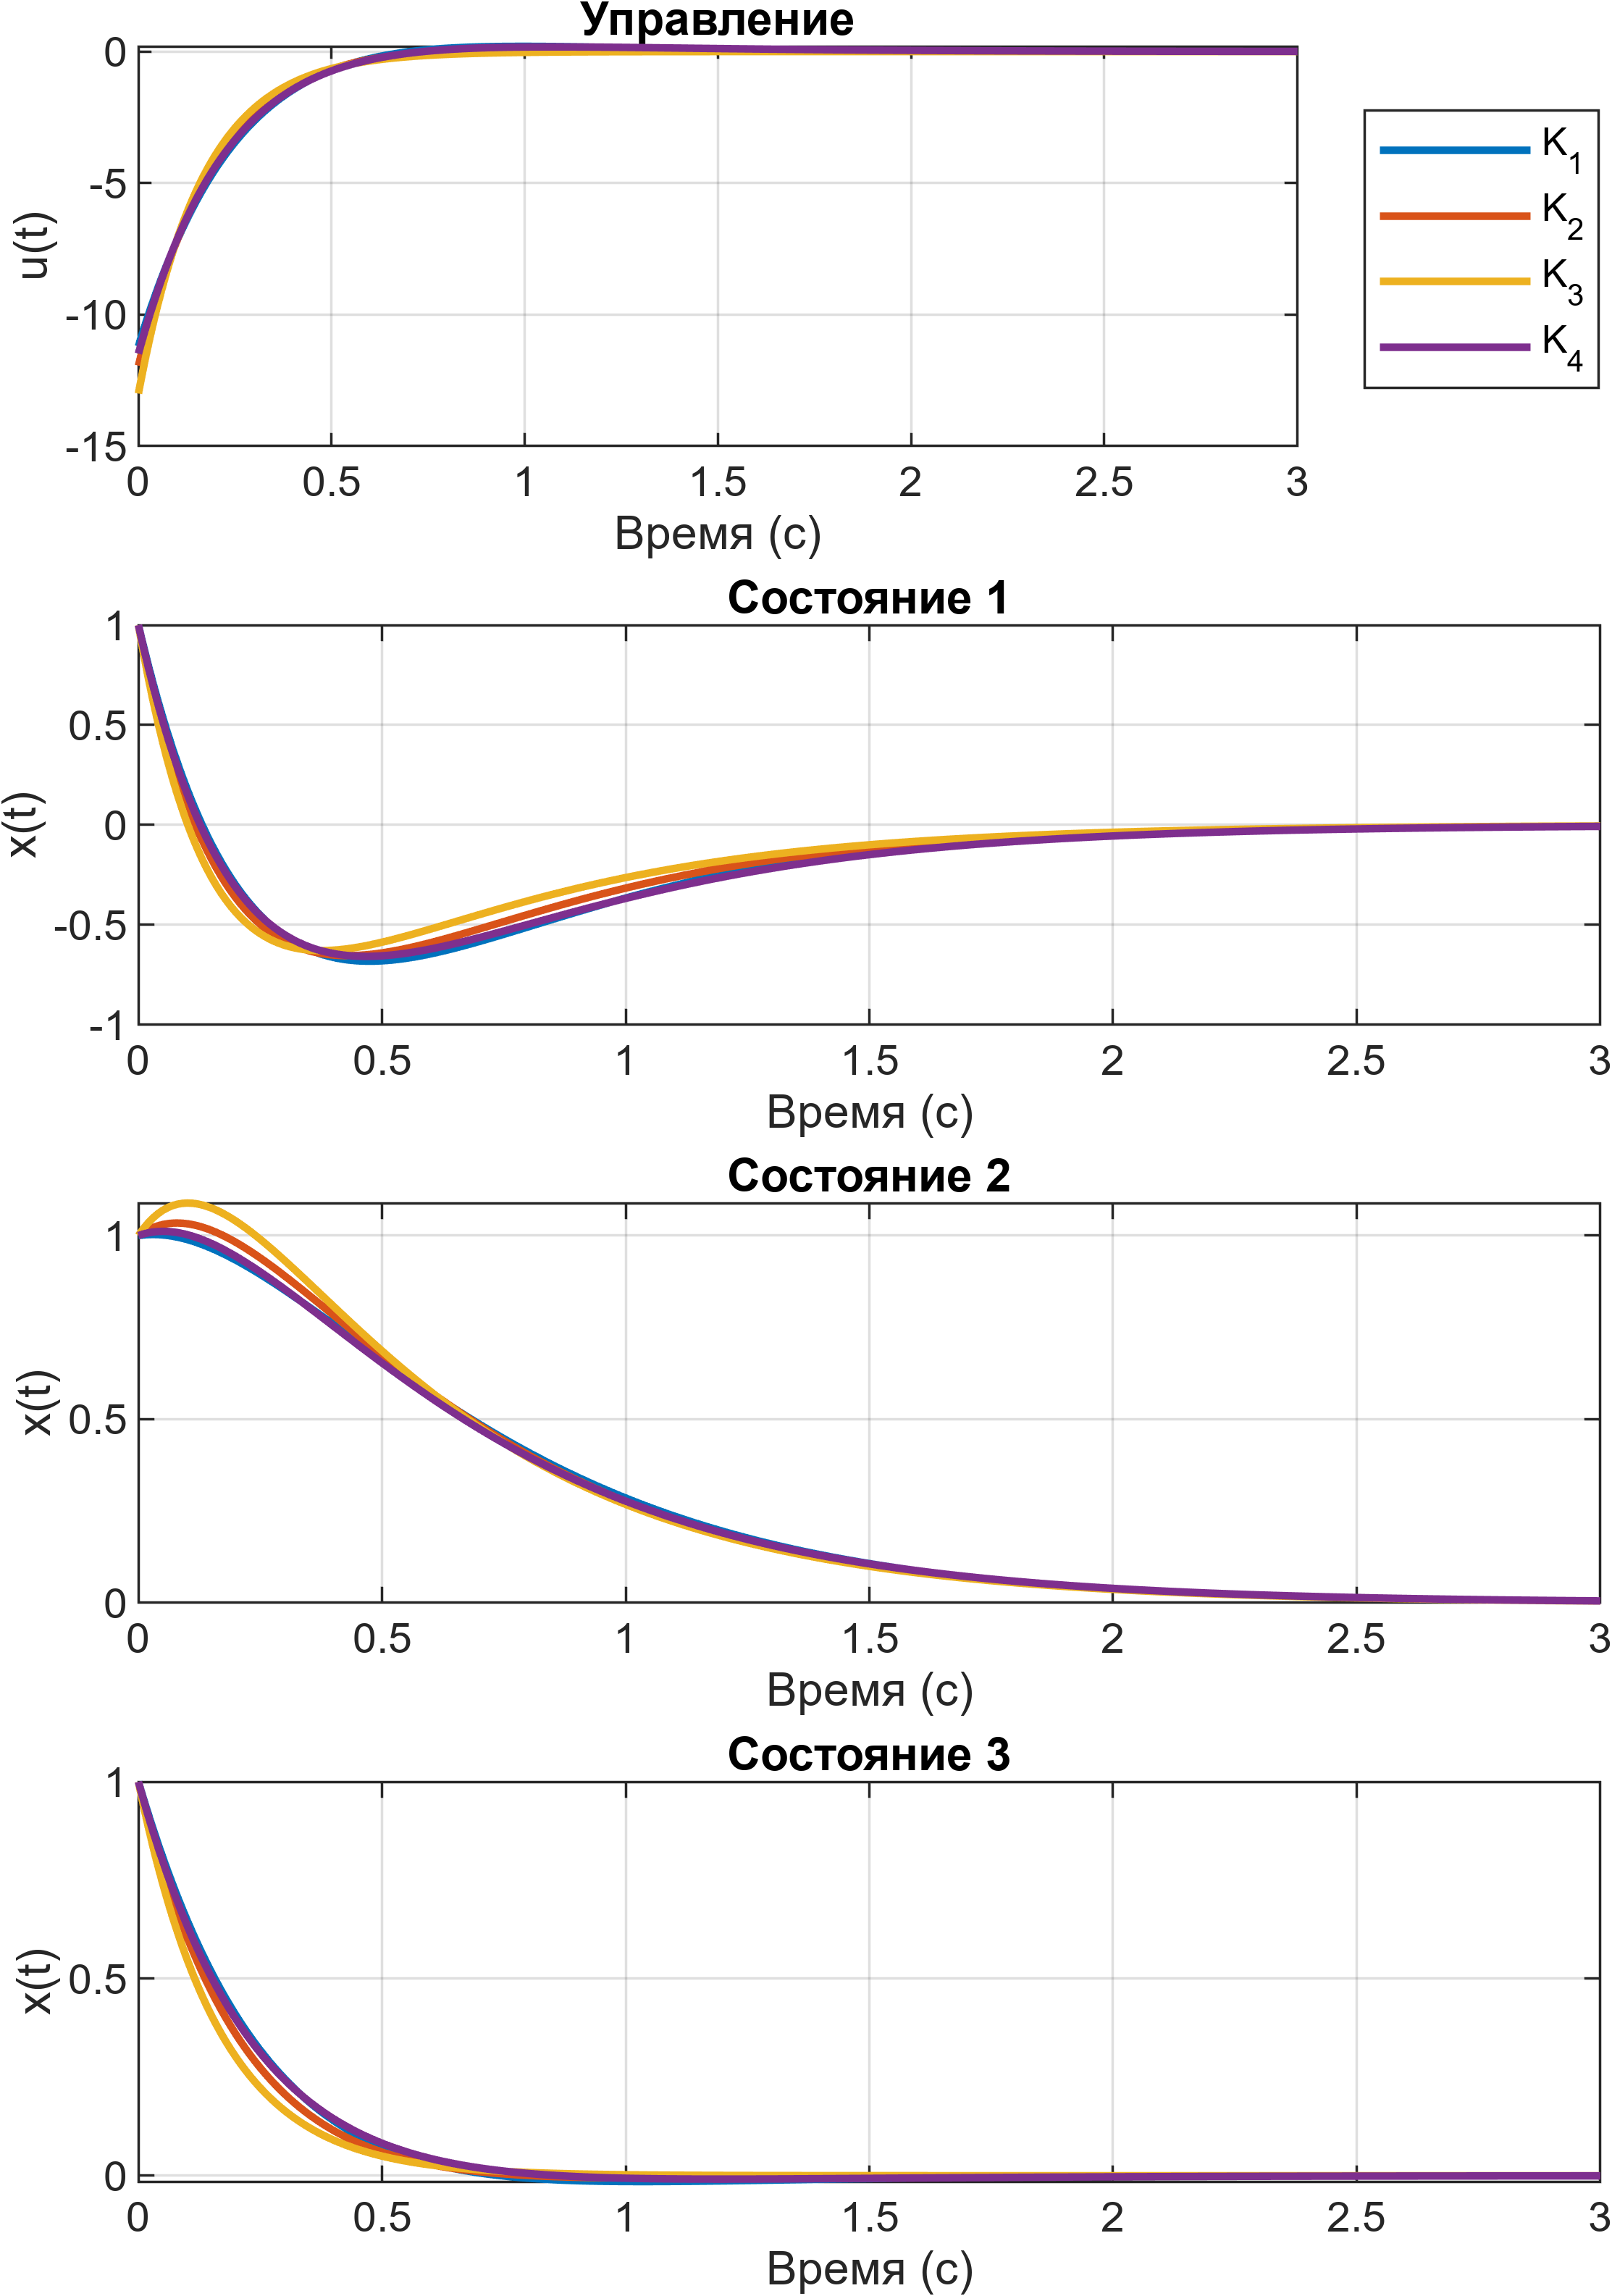 Управление
0
-5
-10
-15
u(t)
0 0.5 1 1.5 2 2.5 3
Время (с)
K1
K2
K3
K4
Состояние 1
1
0.5
0
-0.5
-1
x(t)
0 0.5 1 1.5 2 2.5 3
Время (с)
Состояние 2
1
0.5
0
x(t)
0 0.5 1 1.5 2 2.5 3
Время (с)
Состояние 3
1
0.5
0
x(t)
0 0.5 1 1.5 2 2.5 3
Время (с)